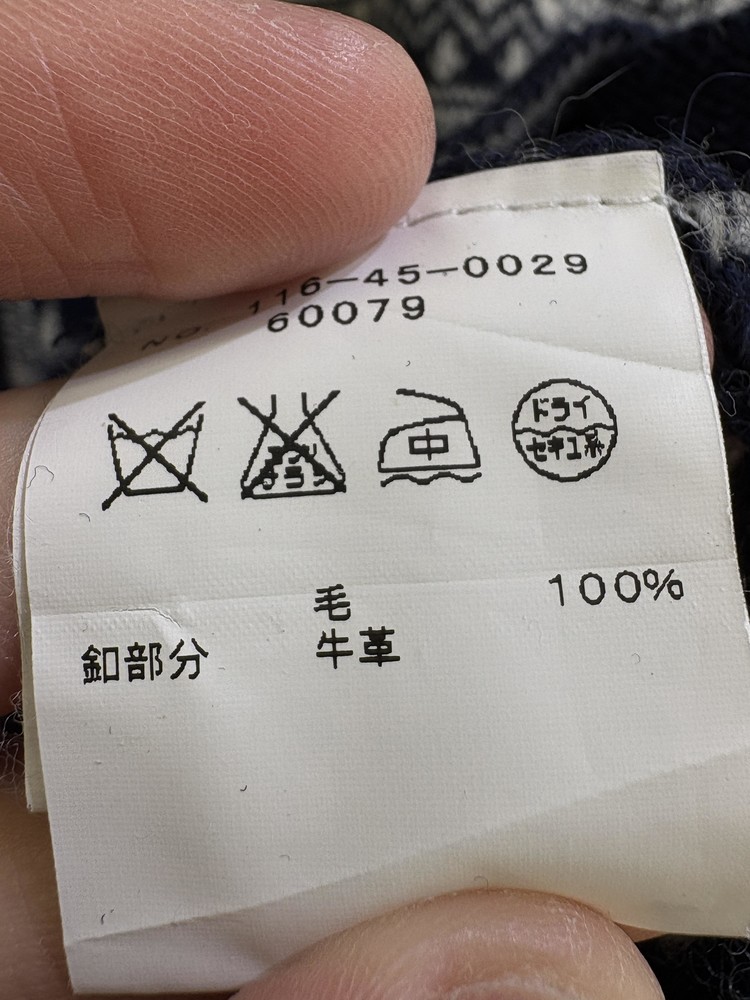 116-45-0029
NO. 60079
中
ドライ
セキユ系
毛 100%
釦部分 牛革